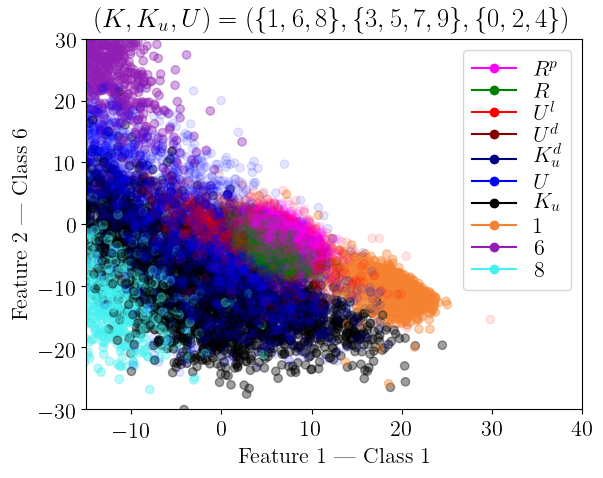 (K, K_u, U) = ({1, 6, 8}, {3, 5, 7, 9}, {0, 2, 4})
30
20
10
0
−10
−20
−30
Feature 2 — Class 6
R^p
R
U^l
U^d
K_u^d
U
K_u
1
6
8
−10
0
10
20
30
40
Feature 1 — Class 1